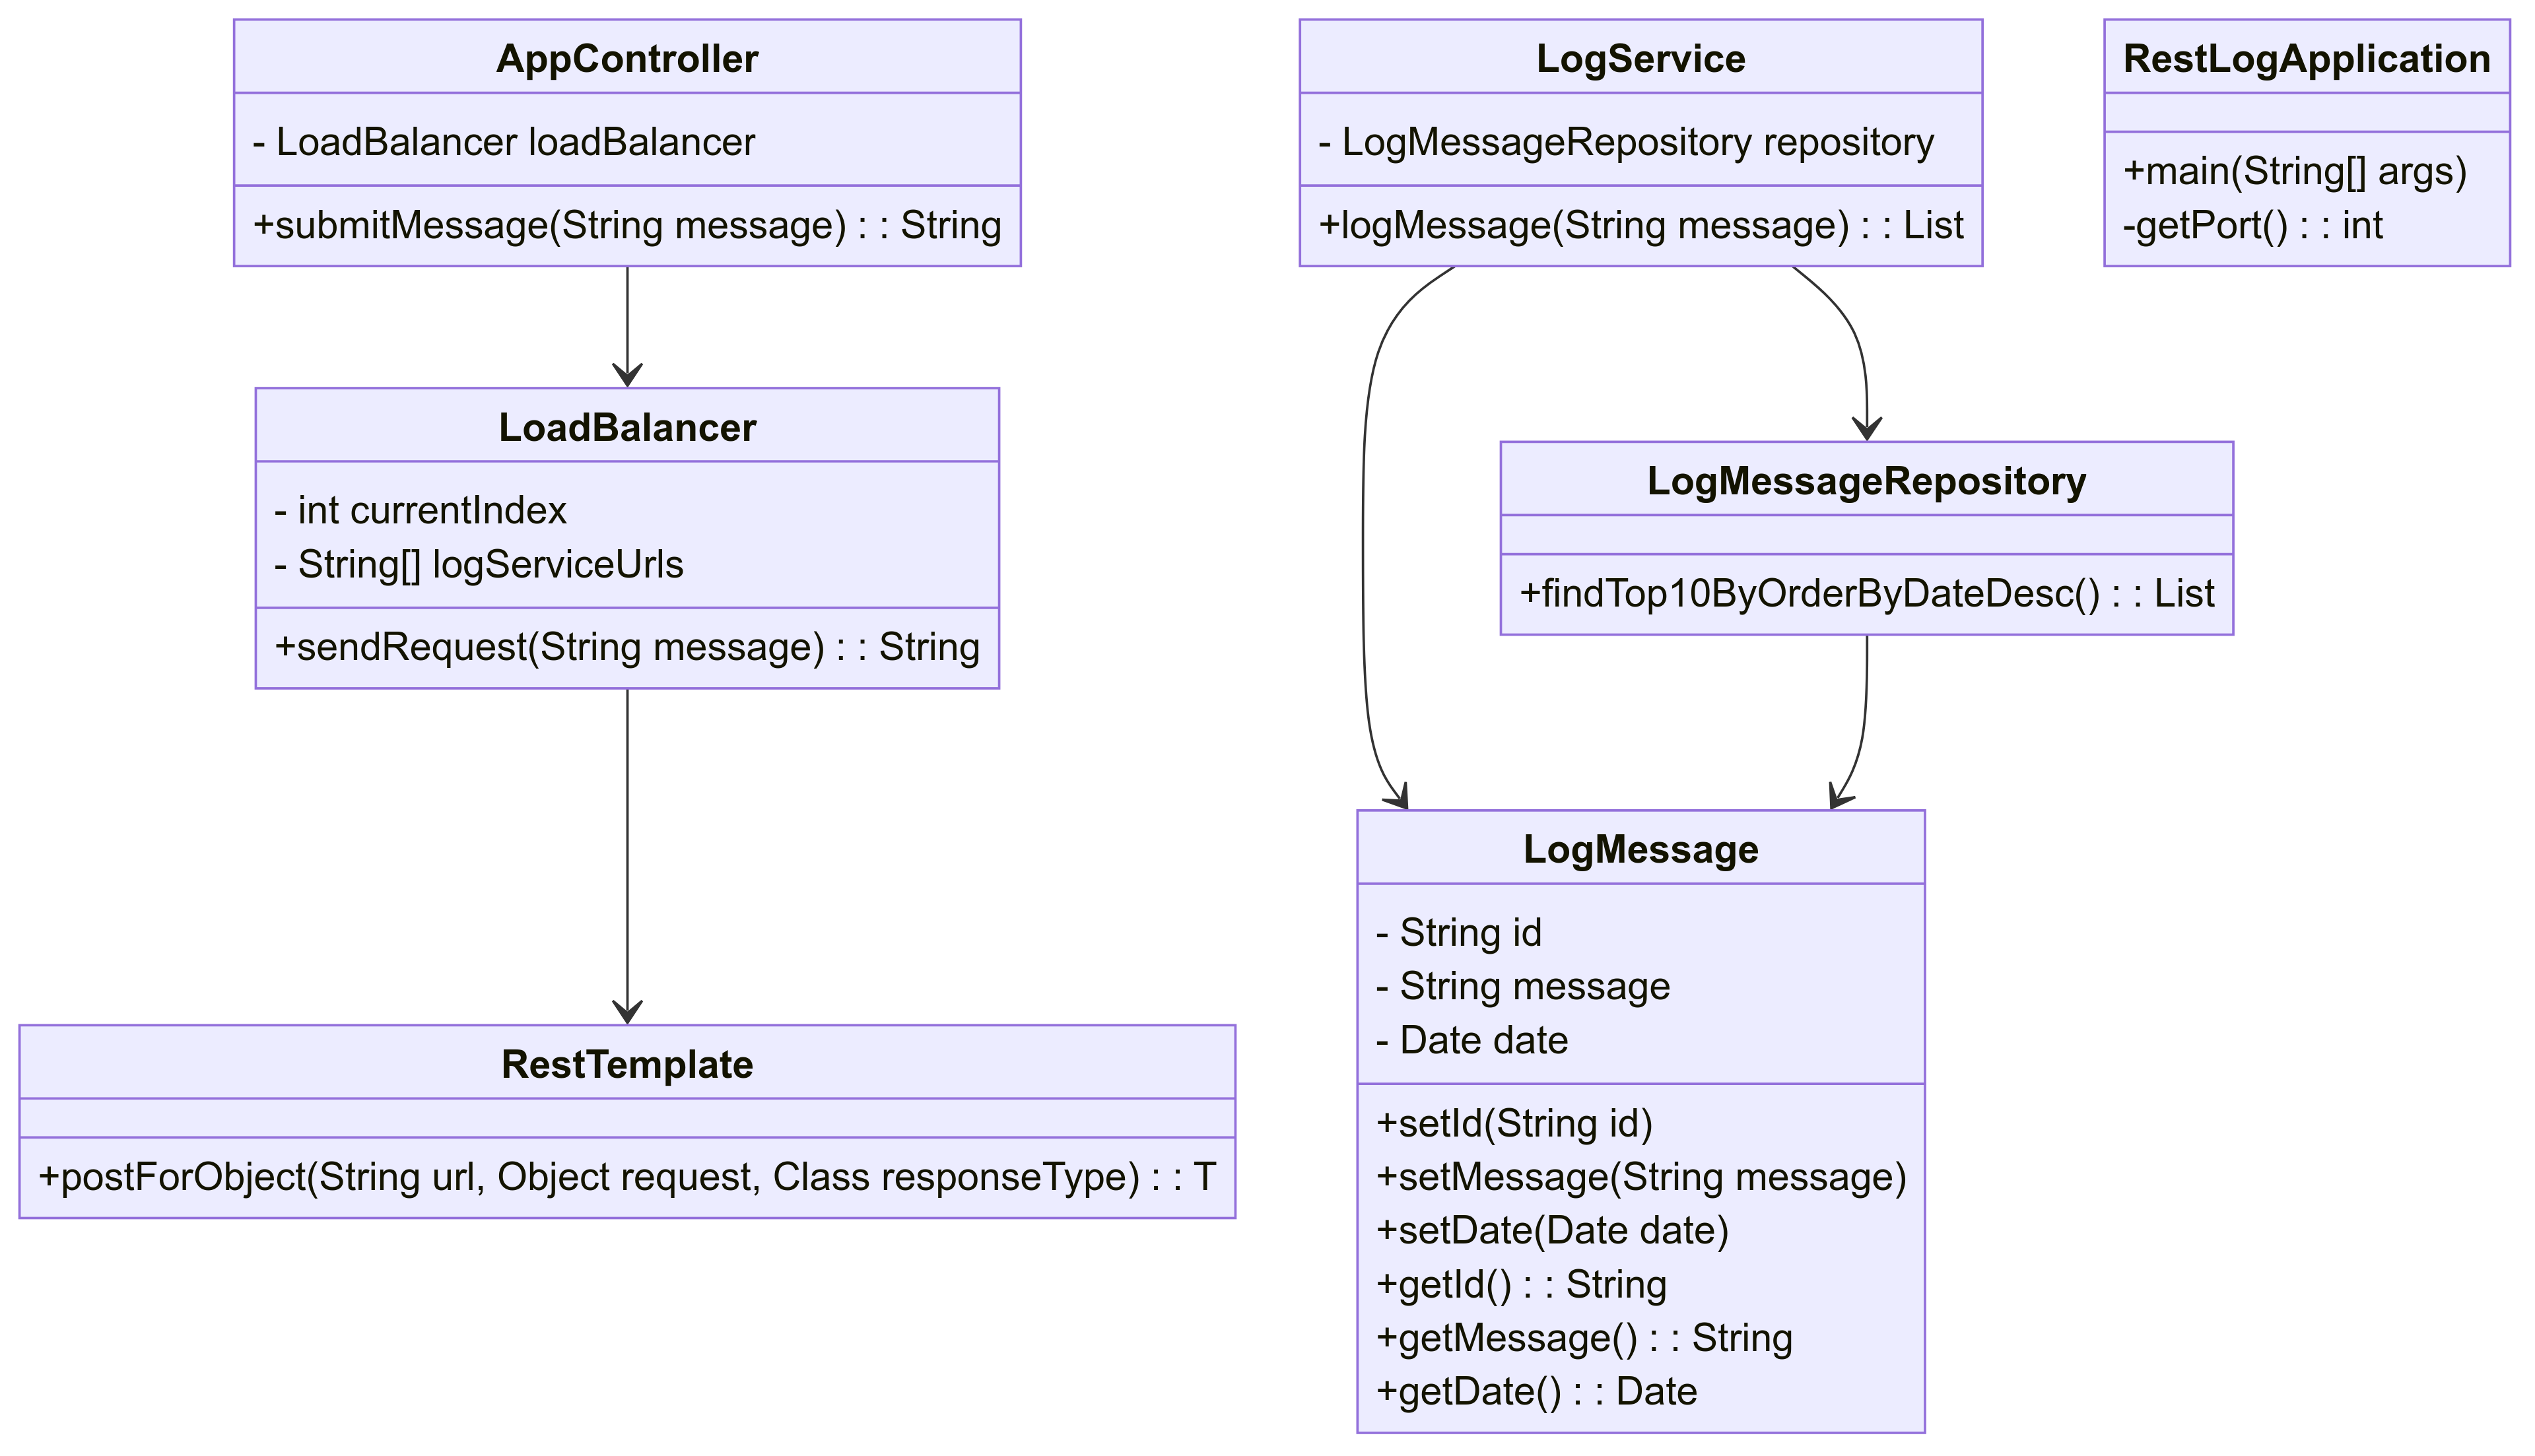 AppController
- LoadBalancer loadBalancer
+submitMessage(String message) : : String
LoadBalancer
- int currentIndex
- String[] logServiceUrls
+sendRequest(String message) : : String
RestTemplate
+postForObject(String url, Object request, Class responseType) : : T
LogService
- LogMessageRepository repository
+logMessage(String message) : : List
LogMessageRepository
+findTop10ByOrderByDateDesc() : : List
LogMessage
- String id
- String message
- Date date
+setId(String id)
+setMessage(String message)
+setDate(Date date)
+getId() : : String
+getMessage() : : String
+getDate() : : Date
RestLogApplication
+main(String[] args)
-getPort() : : int